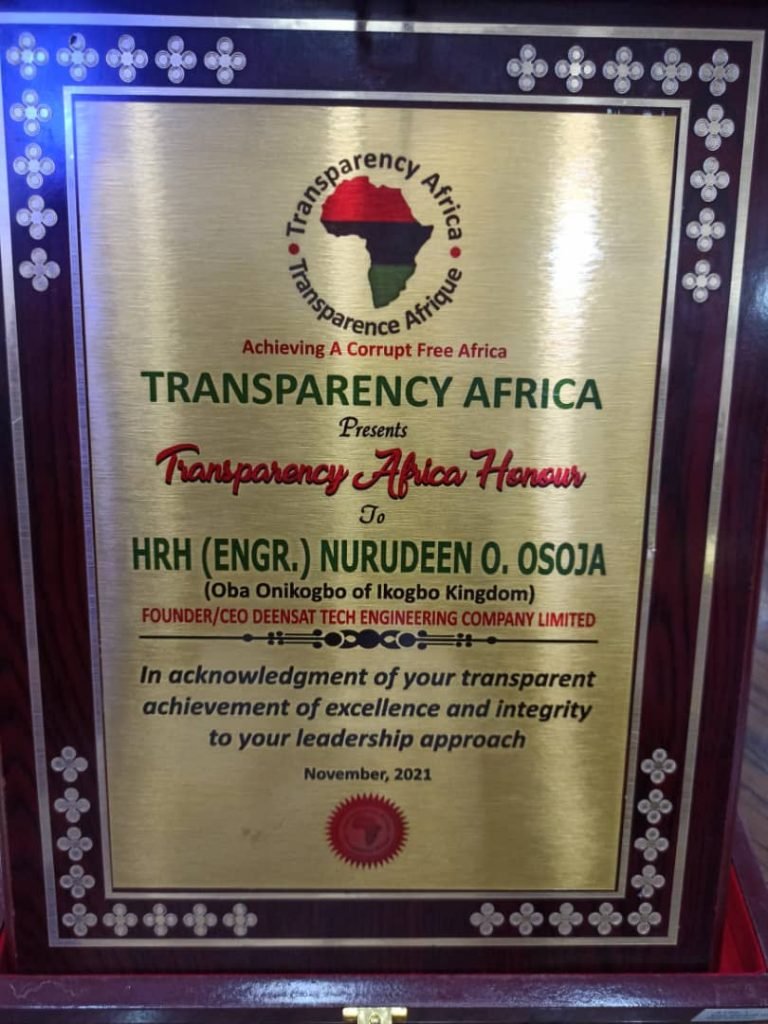 Transparency Africa
Transparence Afrique
Achieving A Corrupt Free Africa
TRANSPARENCY AFRICA
Presents
Transparency Africa Honour
To
HRH (ENGR.) NURUDEEN O. OSOJA
(Oba Onikogbo of Ikogbo Kingdom)
FOUNDER/CEO DEENSAT TECH ENGINEERING COMPANY LIMITED
In acknowledgment of your transparent
achievement of excellence and integrity
to your leadership approach
November, 2021